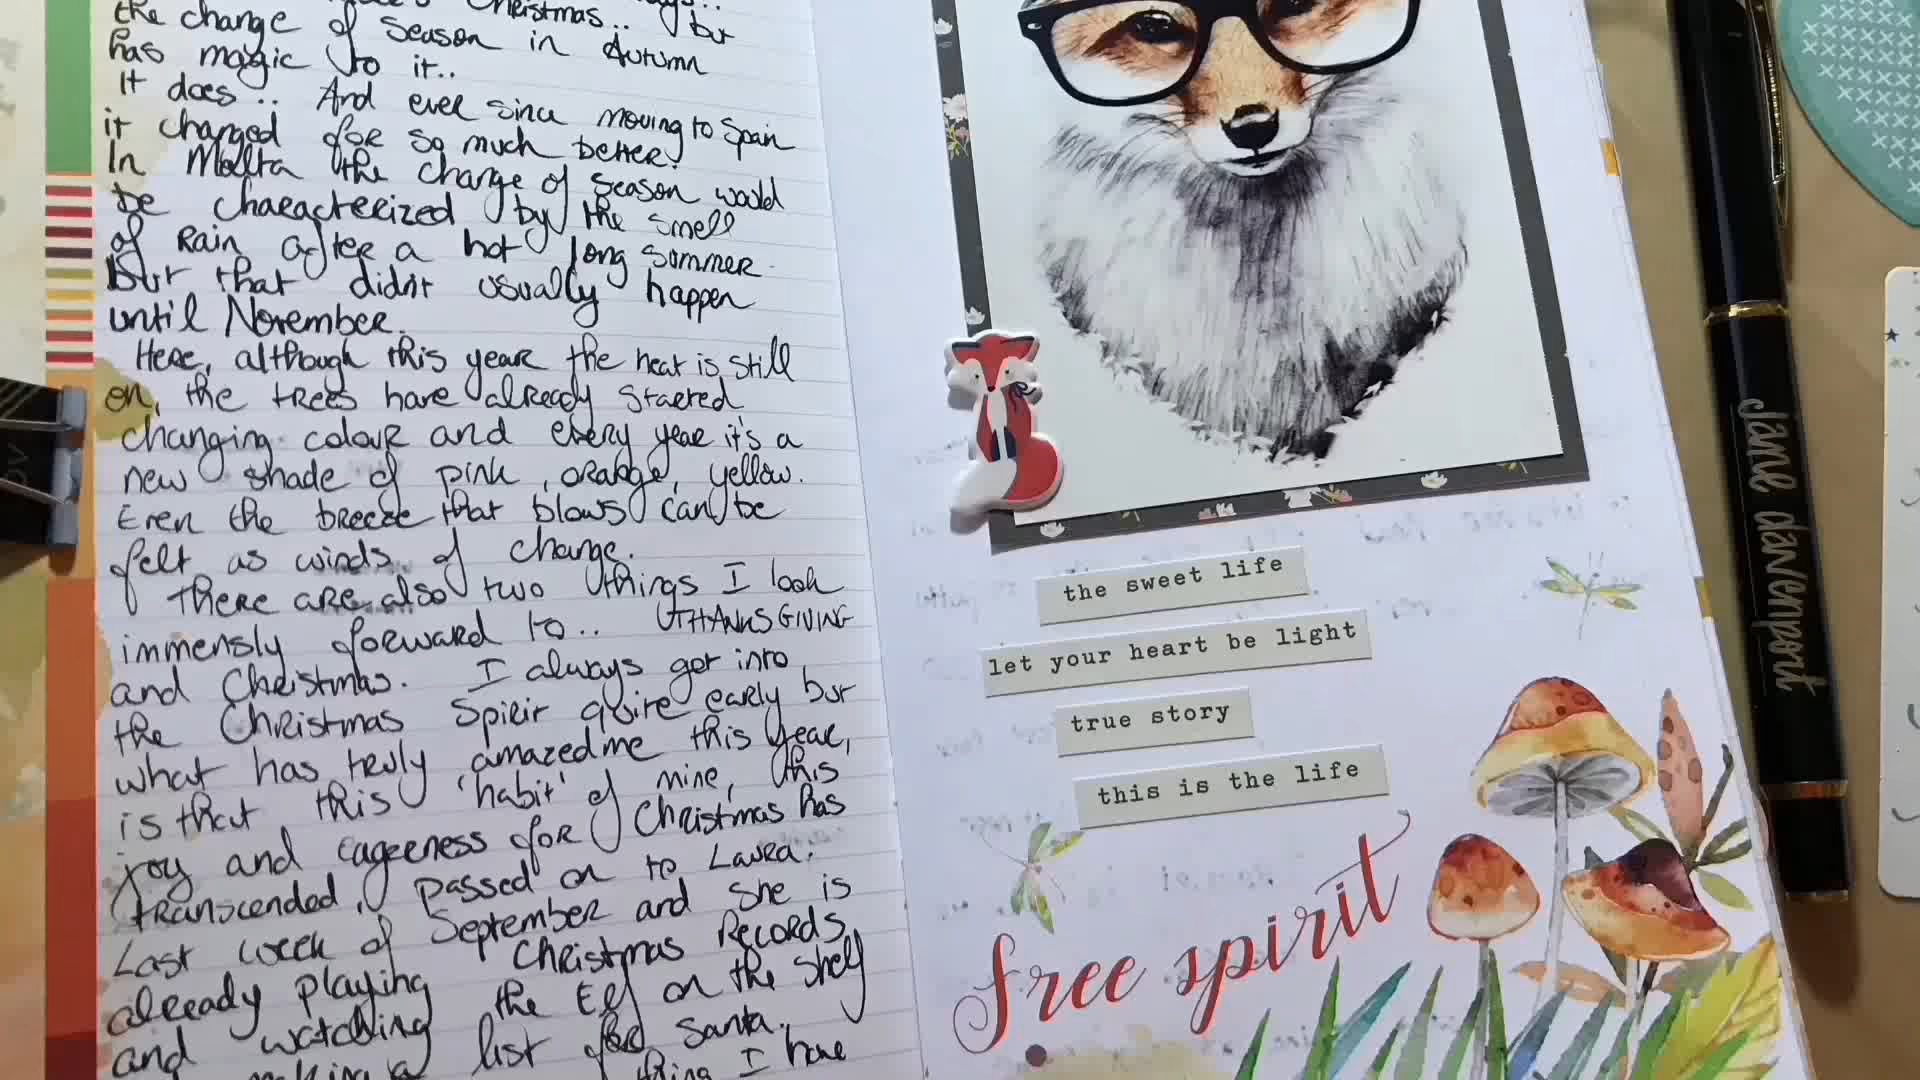 Christmas.. but
the change of season in Autumn
has magic to it..
It does.. And ever since moving to Spain
it changed for so much better.
In Malta the change of season would
be characterized by the smell
of rain after a hot long summer.
But that didn't usually happen
until November.
Here, although this year the heat is still
on, the trees have already started
changing colour and every year it's a
new shade of pink, orange, yellow.
Even the breeze that blows can be
felt as winds of change.
There are also two things I look
immensly forward to.. THANKSGIVING
and Christmas. I always get into
the Christmas Spirit quite early but
what has truly amazed me this year,
is that this 'habit' of mine, this
joy and eagerness for Christmas has
transcended, passed on to Laura.
Last week of September and she is
already playing Christmas Records
and watching the Elf on the shelf
making a list for Santa.
thing I have
the sweet life
let your heart be light
true story
this is the life
free spirit
Jane davenport